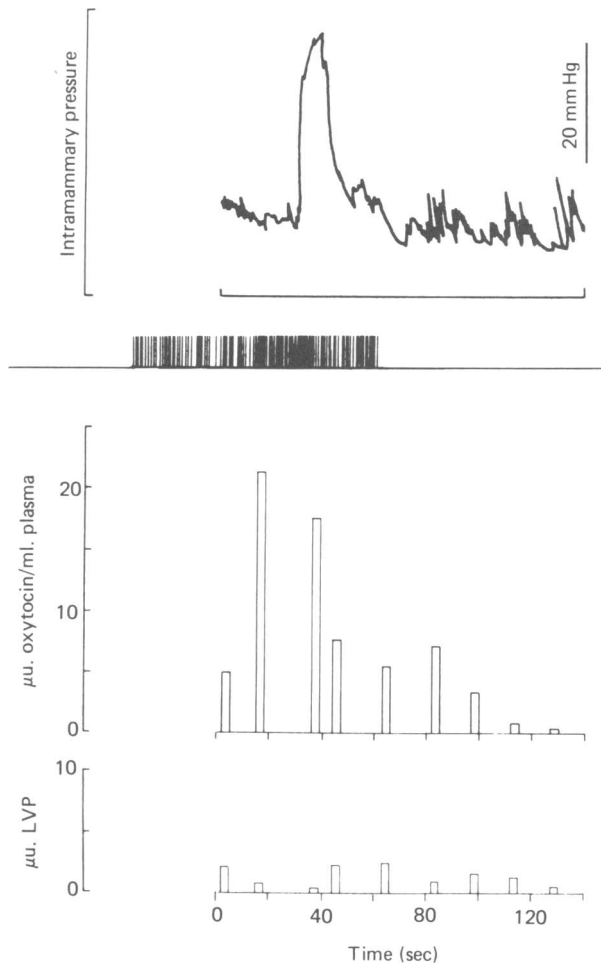 Intramammary pressure
20 mm Hg
µu. oxytocin/ml. plasma
20
10
0
µu. LVP
10
0
0 40 80 120
Time (sec)